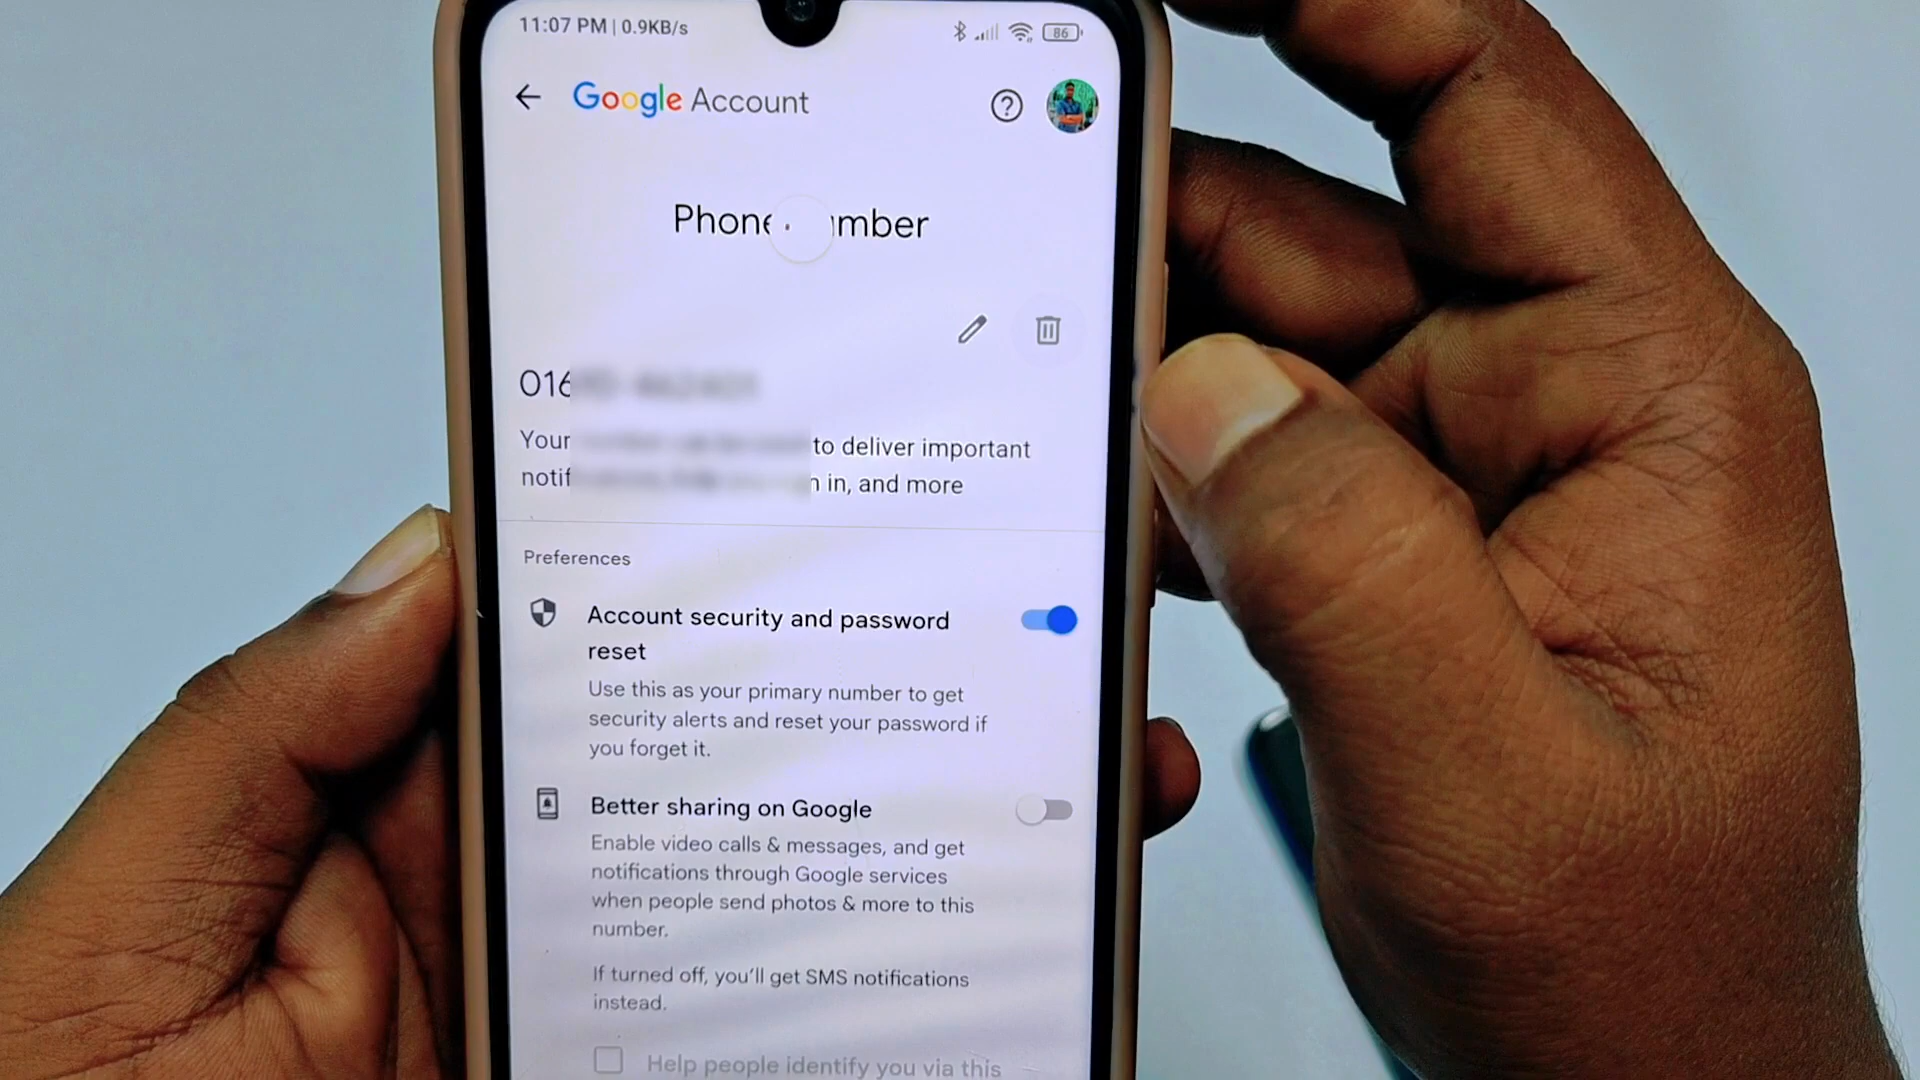 11:07 PM | 0.9KB/s
86
Google Account
Phone mber
016
Your to deliver important
notif in, and more
Preferences
Account security and password
reset
Use this as your primary number to get
security alerts and reset your password if
you forget it.
Better sharing on Google
Enable video calls & messages, and get
notifications through Google services
when people send photos & more to this
number.
If turned off, you'll get SMS notifications
instead.
Help people identify you via this